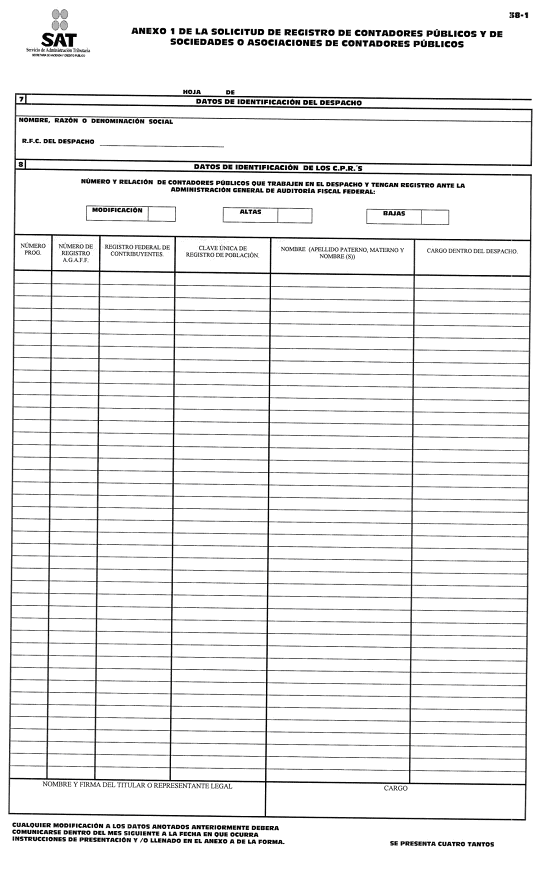 38-1
SAT
Servicio de Administración Tributaria
SECRETARÍA DE HACIENDA Y CRÉDITO PÚBLICO
ANEXO 1 DE LA SOLICITUD DE REGISTRO DE CONTADORES PÚBLICOS Y DE
SOCIEDADES O ASOCIACIONES DE CONTADORES PÚBLICOS
HOJA DE
7 DATOS DE IDENTIFICACIÓN DEL DESPACHO
NOMBRE, RAZÓN O DENOMINACIÓN SOCIAL
R.F.C. DEL DESPACHO
8 DATOS DE IDENTIFICACIÓN DE LOS C.P.R.´S
NÚMERO Y RELACIÓN DE CONTADORES PÚBLICOS QUE TRABAJEN EN EL DESPACHO Y TENGAN REGISTRO ANTE LA
ADMINISTRACIÓN GENERAL DE AUDITORÍA FISCAL FEDERAL:
MODIFICACIÓN ALTAS BAJAS
NÚMERO
PROG.
NÚMERO DE
REGISTRO
A.G.A.F.F.
REGISTRO FEDERAL DE
CONTRIBUYENTES.
CLAVE ÚNICA DE
REGISTRO DE POBLACIÓN.
NOMBRE (APELLIDO PATERNO, MATERNO Y
NOMBRE (S))
CARGO DENTRO DEL DESPACHO.
NOMBRE Y FIRMA DEL TITULAR O REPRESENTANTE LEGAL
CARGO
CUALQUIER MODIFICACIÓN A LOS DATOS ANOTADOS ANTERIORMENTE DEBERA
COMUNICARSE DENTRO DEL MES SIGUIENTE A LA FECHA EN QUE OCURRA
INSTRUCCIONES DE PRESENTACIÓN Y /O LLENADO EN EL ANEXO A DE LA FORMA.
SE PRESENTA CUATRO TANTOS